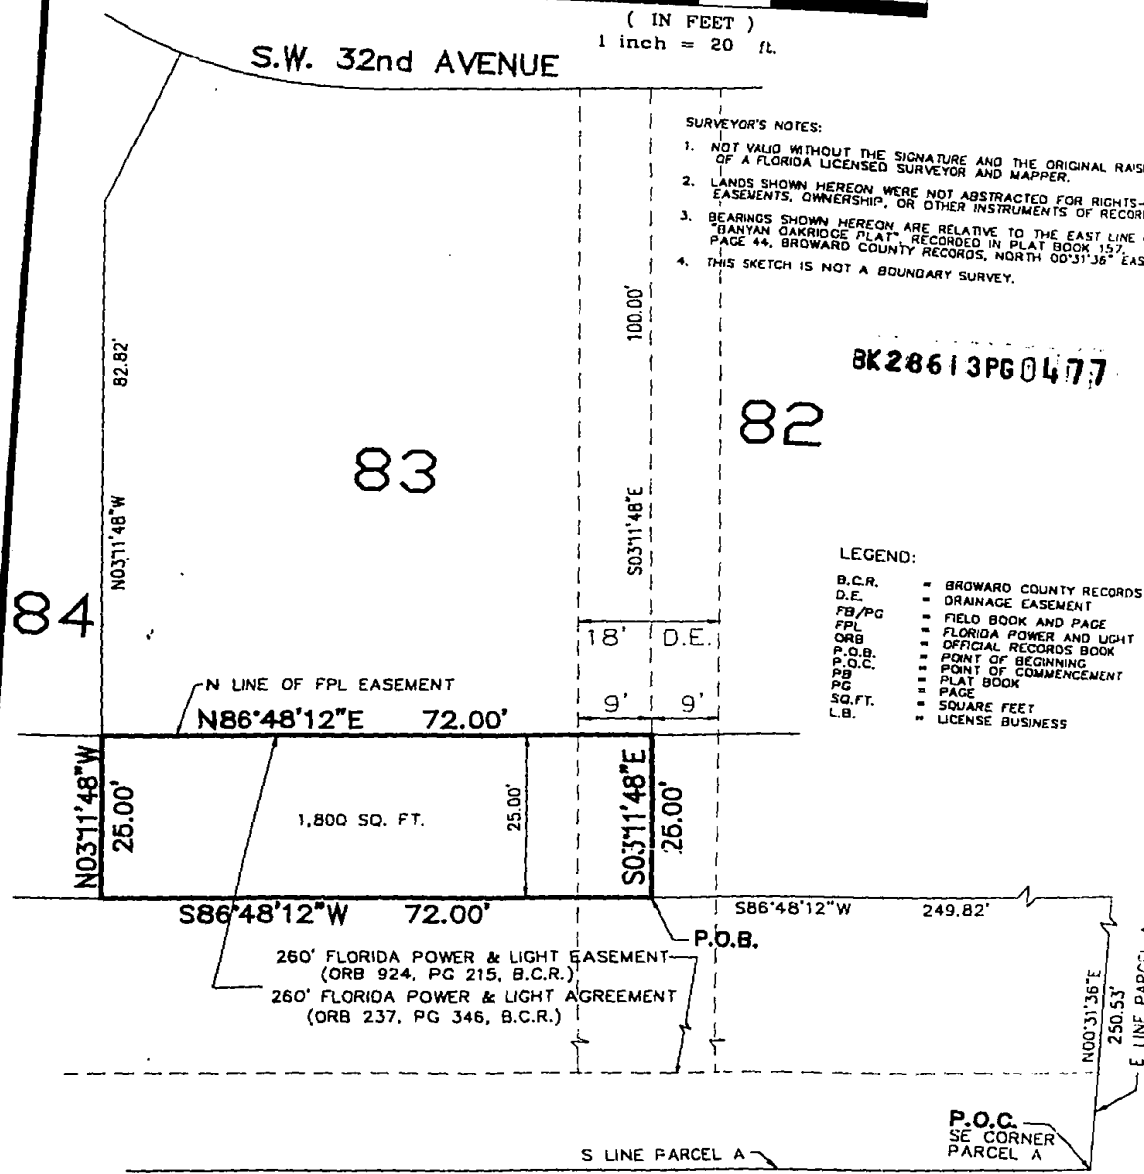 ( IN FEET )
1 inch = 20 ft.
S.W. 32nd AVENUE
SURVEYOR'S NOTES:
1. NOT VALID WITHOUT THE SIGNATURE AND THE ORIGINAL RAIS
OF A FLORIDA LICENSED SURVEYOR AND MAPPER.
2. LANDS SHOWN HEREON WERE NOT ABSTRACTED FOR RIGHTS-
EASEMENTS, OWNERSHIP, OR OTHER INSTRUMENTS OF RECOR
3. BEARINGS SHOWN HEREON ARE RELATIVE TO THE EAST LINE
"BANYAN OAKRIDGE PLAT", RECORDED IN PLAT BOOK 157,
PAGE 44, BROWARD COUNTY RECORDS, NORTH 00°31'36" EAS
4. THIS SKETCH IS NOT A BOUNDARY SURVEY.
BK28613PG0477
82.82'
N03°11'48"W
100.00'
S03°11'48"E
82
83
84
LEGEND:
B.C.R. = BROWARD COUNTY RECORDS
D.E. = DRAINAGE EASEMENT
FB/PG = FIELD BOOK AND PAGE
FPL = FLORIDA POWER AND LIGHT
ORB = OFFICIAL RECORDS BOOK
P.O.B. = POINT OF BEGINNING
P.O.C. = POINT OF COMMENCEMENT
PB = PLAT BOOK
PG = PAGE
SQ.FT. = SQUARE FEET
L.B. = LICENSE BUSINESS
18' D.E.
9' 9'
N LINE OF FPL EASEMENT
N86°48'12"E 72.00'
N03°11'48"W
25.00'
1,800 SQ. FT.
25.00'
S03°11'48"E
25.00'
S86°48'12"W 72.00'
S86°48'12"W 249.82'
P.O.B.
260' FLORIDA POWER & LIGHT EASEMENT
(ORB 924, PG 215, B.C.R.)
260' FLORIDA POWER & LIGHT AGREEMENT
(ORB 237, PG 346, B.C.R.)
N00°31'36"E
250.53'
E LINE PARCEL A
P.O.C.
SE CORNER
PARCEL A
S LINE PARCEL A